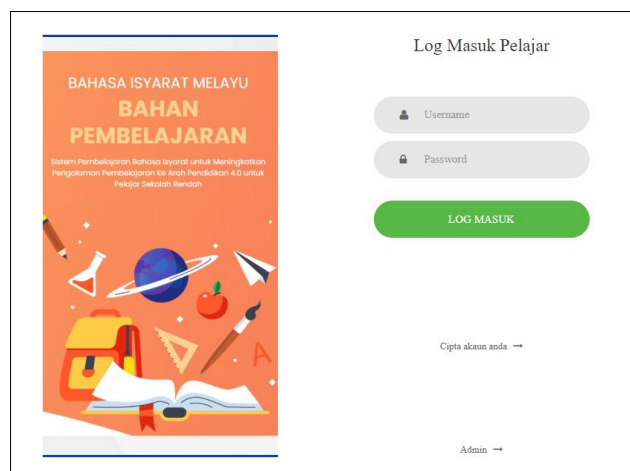 BAHASA ISYARAT MELAYU
BAHAN
PEMBELAJARAN
Sistem Pembelajaran Bahasa Isyarat untuk Meningkatkan
Pengalaman Pembelajaran Ke Arah Pendidikan 4.0 untuk
Pelajar Sekolah Rendah
A
Log Masuk Pelajar
Username
Password
LOG MASUK
Cipta akaun anda →
Admin →